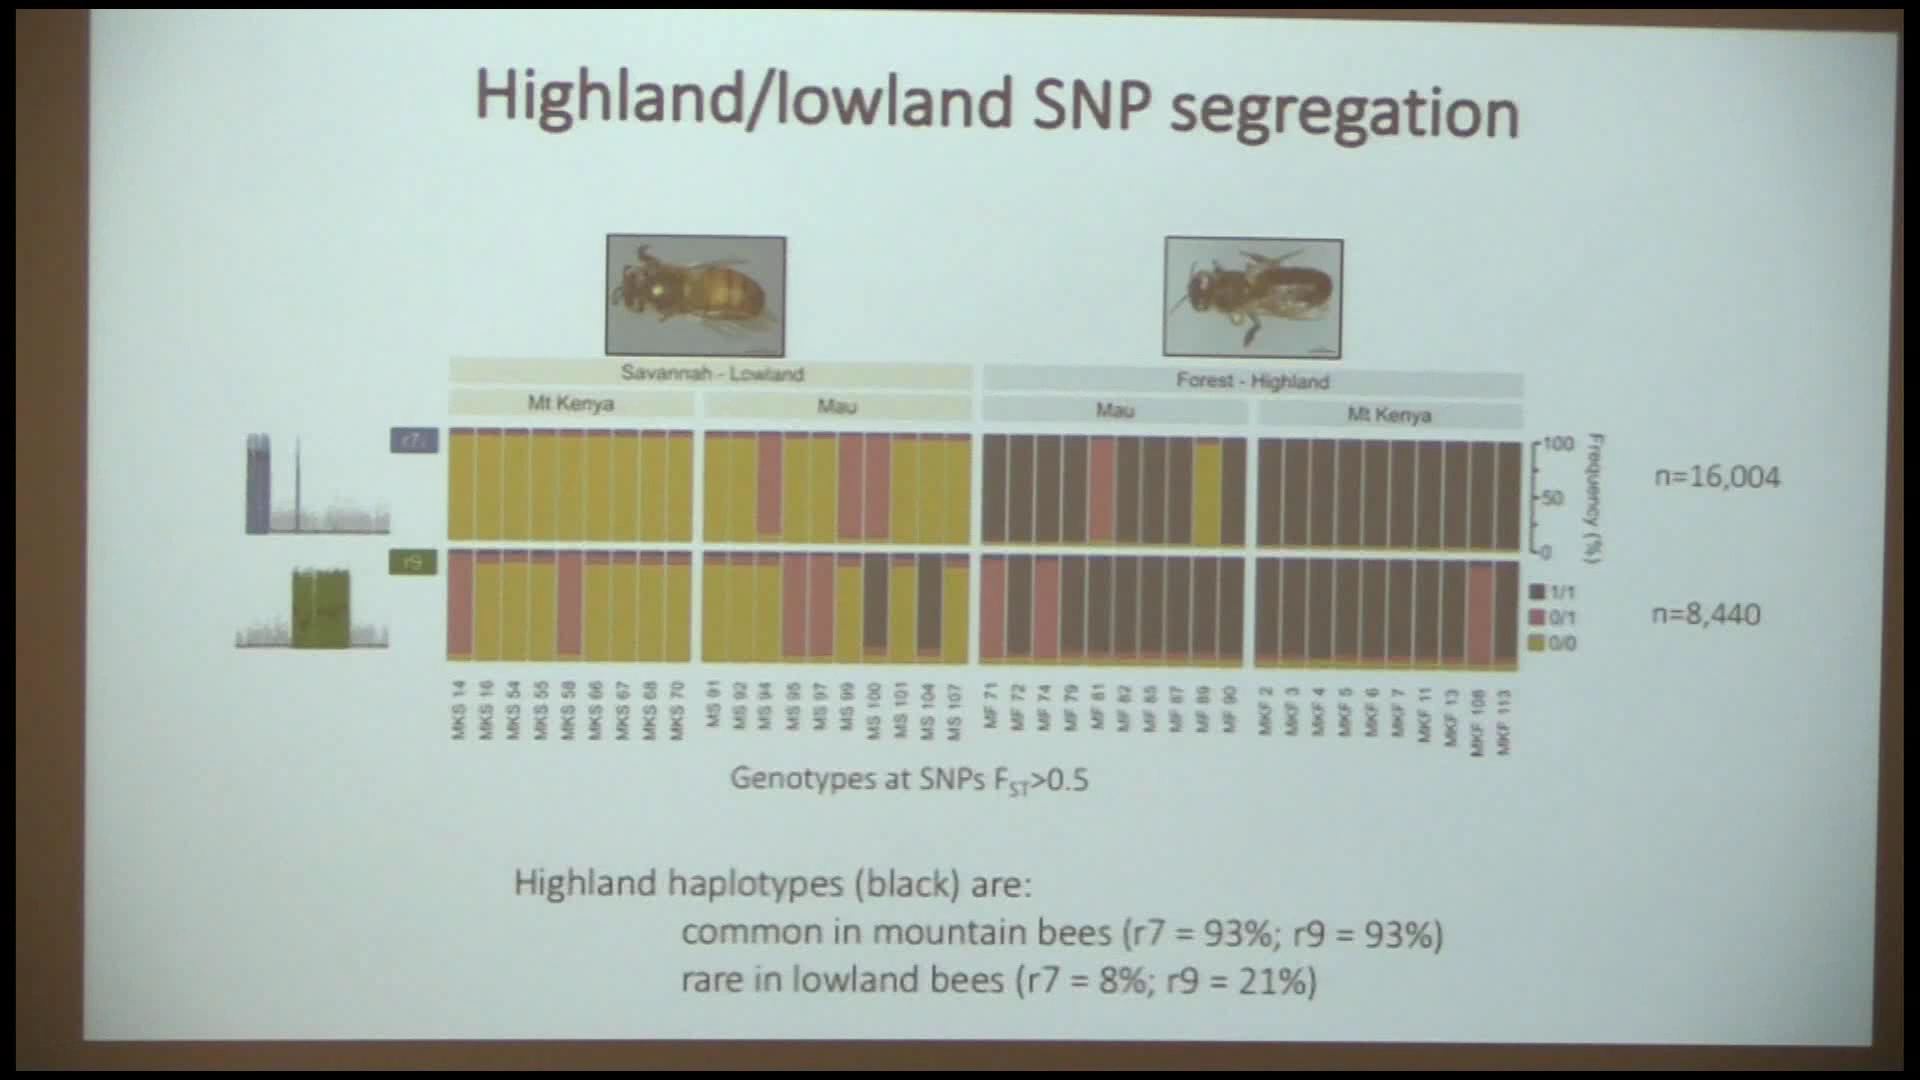 Highland/lowland SNP segregation
Savannah - Lowland
Forest - Highland
Mt Kenya
Mau
Mau
Mt Kenya
r7
100
50
0
Frequency (%)
n=16,004
r9
1/1
0/1
0/0
n=8,440
MKS 14
MKS 16
MKS 54
MKS 55
MKS 58
MKS 66
MKS 67
MKS 68
MKS 70
MS 91
MS 92
MS 94
MS 95
MS 97
MS 99
MS 100
MS 101
MS 104
MS 107
MF 71
MF 72
MF 74
MF 79
MF 81
MF 82
MF 85
MF 87
MF 89
MF 90
MKF 2
MKF 3
MKF 4
MKF 5
MKF 6
MKF 7
MKF 11
MKF 13
MKF 108
MKF 113
Genotypes at SNPs FST>0.5
Highland haplotypes (black) are:
common in mountain bees (r7 = 93%; r9 = 93%)
rare in lowland bees (r7 = 8%; r9 = 21%)